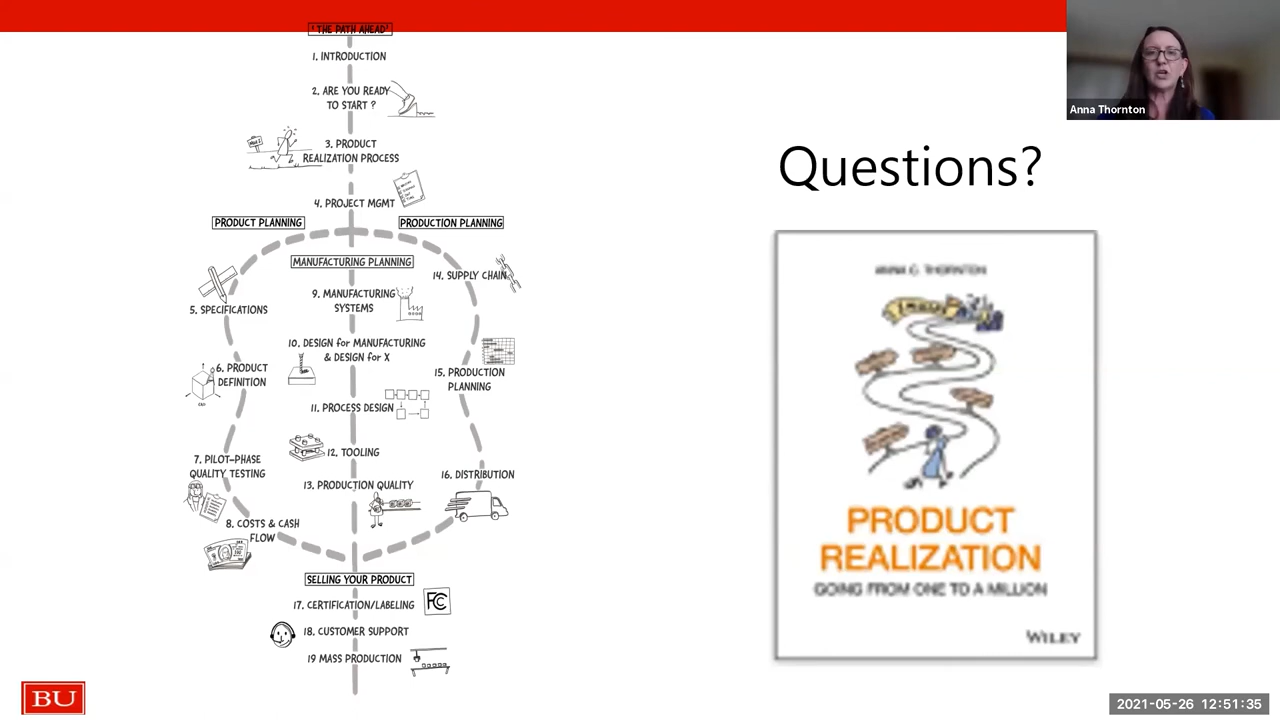 'THE PATH AHEAD'
1. INTRODUCTION
2. ARE YOU READY
TO START ?
3. PRODUCT
REALIZATION PROCESS
4. PROJECT MGMT
PRODUCT PLANNING
PRODUCTION PLANNING
MANUFACTURING PLANNING
5. SPECIFICATIONS
6. PRODUCT
DEFINITION
7. PILOT-PHASE
QUALITY TESTING
8. COSTS & CASH
FLOW
9. MANUFACTURING
SYSTEMS
10. DESIGN for MANUFACTURING
& DESIGN for X
11. PROCESS DESIGN
12. TOOLING
13. PRODUCTION QUALITY
14. SUPPLY CHAIN
15. PRODUCTION
PLANNING
16. DISTRIBUTION
SELLING YOUR PRODUCT
17. CERTIFICATION/LABELING
FC
18. CUSTOMER SUPPORT
19 MASS PRODUCTION
BU
Anna Thornton
Questions?
ANNA C. THORNTON
PRODUCT
REALIZATION
GOING FROM ONE TO A MILLION
WILEY
2021-05-26 12:51:35